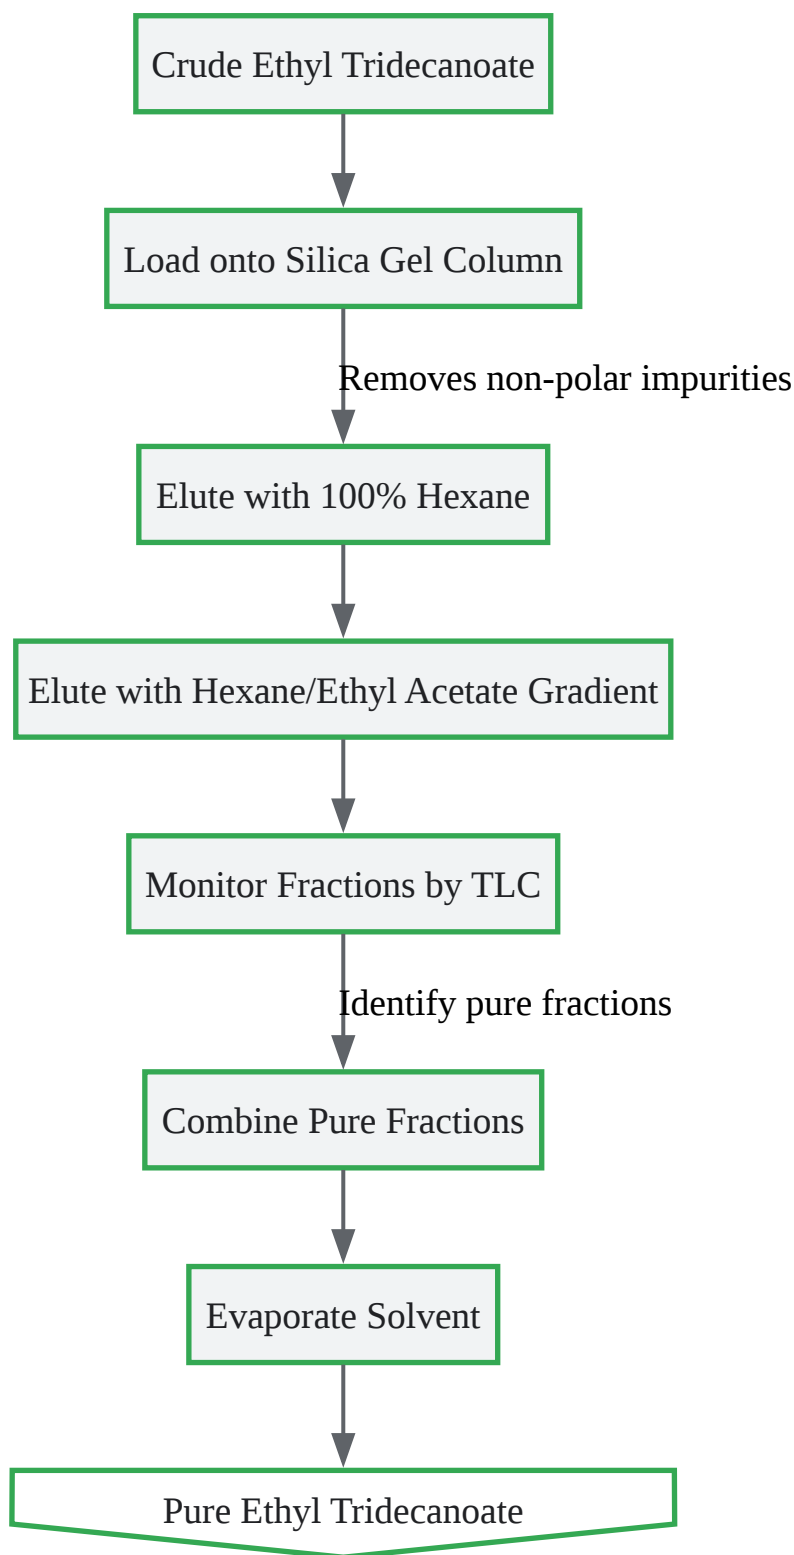 Crude Ethyl Tridecanoate
Load onto Silica Gel Column
Removes non-polar impurities
Elute with 100% Hexane
Elute with Hexane/Ethyl Acetate Gradient
Monitor Fractions by TLC
Identify pure fractions
Combine Pure Fractions
Evaporate Solvent
Pure Ethyl Tridecanoate